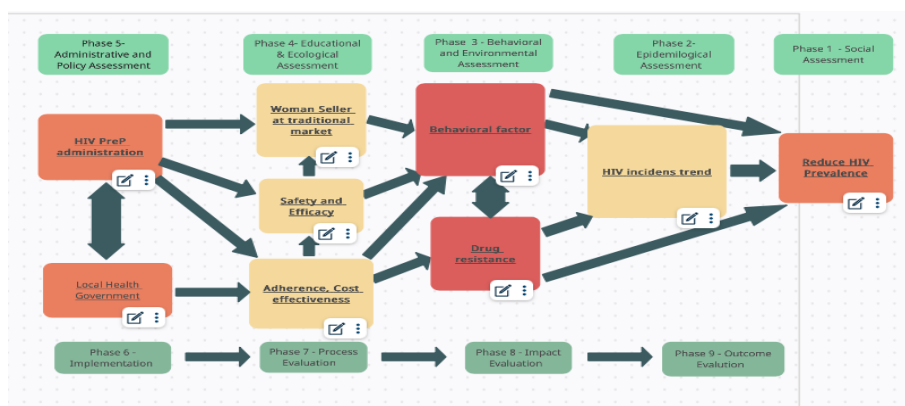 Phase 5-
Administrative and
Policy Assessment
Phase 4- Educational
& Ecological
Assessment
Phase 3 - Behavioral
and Environmental
Assessment
Phase 2-
Epidemilogical
Assessment
Phase 1 - Social
Assessment
HIV PreP
administration
Woman Seller
at traditional
market
Behavioral factor
HIV incidens trend
Reduce HIV
Prevalence
Safety and
Efficacy
Drug
resistance
Local Health
Government
Adherence, Cost
effectiveness
Phase 6 -
Implementation
Phase 7 - Process
Evaluation
Phase 8 - Impact
Evaluation
Phase 9 - Outcome
Evalution